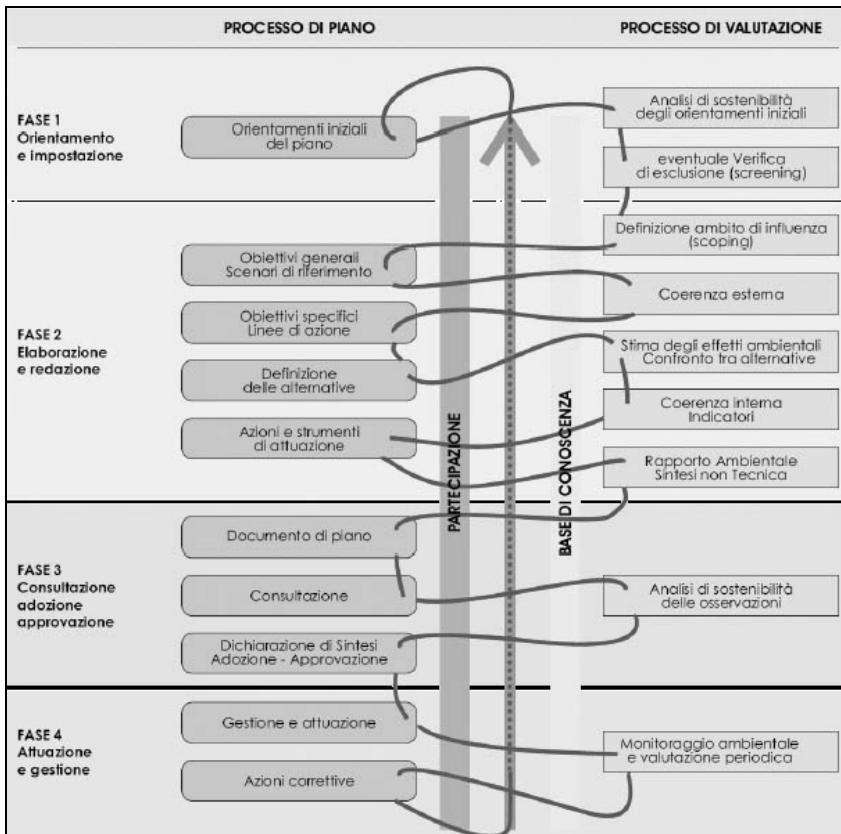 PROCESSO DI PIANO
PROCESSO DI VALUTAZIONE
FASE 1
Orientamento
e impostazione
Orientamenti iniziali
del piano
Analisi di sostenibilità
degli orientamenti iniziali
eventuale Verifica
di esclusione (screening)
FASE 2
Elaborazione
e redazione
Obiettivi generali
Scenari di riferimento
Obiettivi specifici
Linee di azione
Definizione
delle alternative
Azioni e strumenti
di attuazione
Definizione ambito di influenza
(scoping)
Coerenza esterna
Stima degli effetti ambientali
Confronto tra alternative
Coerenza interna
Indicatori
Rapporto Ambientale
Sintesi non Tecnica
PARTECIPAZIONE
BASE DI CONOSCENZA
FASE 3
Consultazione
adozione
approvazione
Documento di piano
Consultazione
Dichiarazione di Sintesi
Adozione - Approvazione
Analisi di sostenibilità
delle osservazioni
FASE 4
Attuazione
e gestione
Gestione e attuazione
Azioni correttive
Monitoraggio ambientale
e valutazione periodica